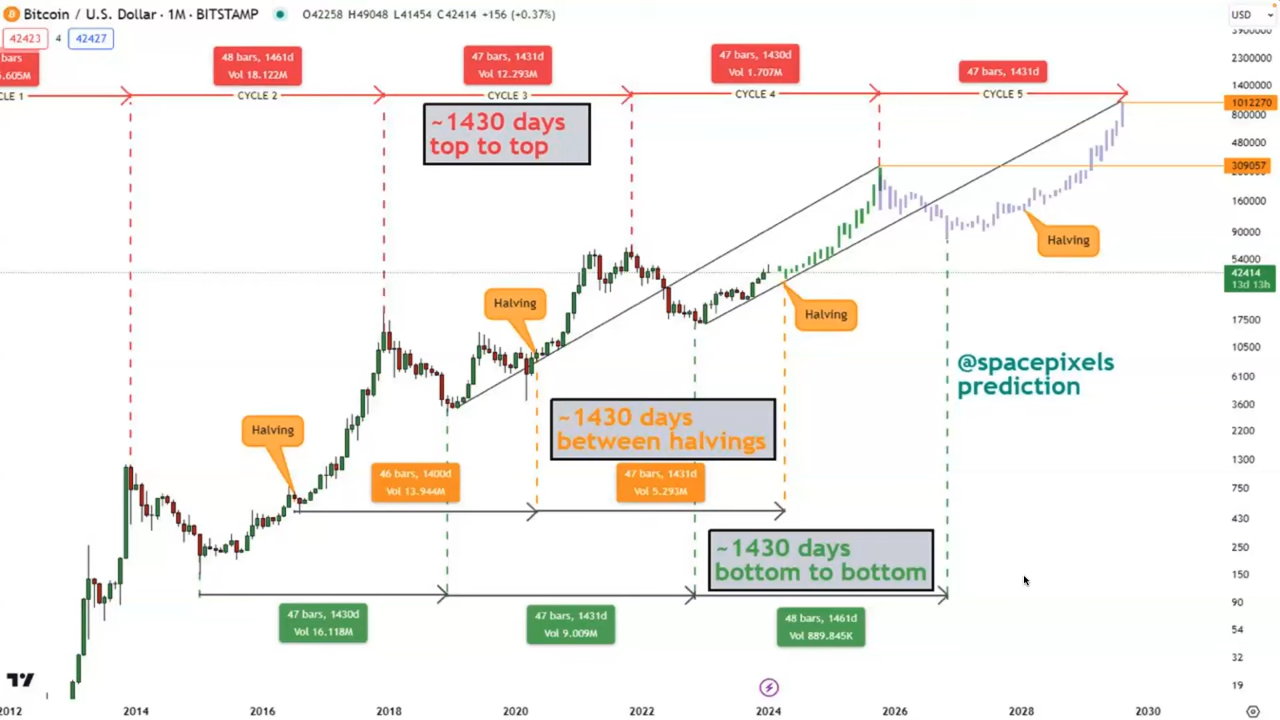 Bitcoin / U.S. Dollar · 1M · BITSTAMP
O42258 H49048 L41454 C42414 +156 (+0.37%)
USD
42423 4 42427
bars
.605M
48 bars, 1461d
Vol 18.122M
47 bars, 1431d
Vol 12.293M
47 bars, 1430d
Vol 1.707M
47 bars, 1431d
CLE 1
CYCLE 2
CYCLE 3
CYCLE 4
CYCLE 5
~1430 days
top to top
Halving
Halving
Halving
Halving
@spacepixels
prediction
~1430 days
between halvings
46 bars, 1400d
Vol 13.944M
47 bars, 1431d
Vol 5.293M
~1430 days
bottom to bottom
47 bars, 1430d
Vol 16.118M
47 bars, 1431d
Vol 9.009M
48 bars, 1461d
Vol 889.845K
2300000
1400000
1012270
800000
480000
309057
160000
90000
54000
42414
13d 13h
17500
10500
6100
3600
2200
1300
750
430
250
150
90
54
32
19
2012
2014
2016
2018
2020
2022
2024
2026
2028
2030